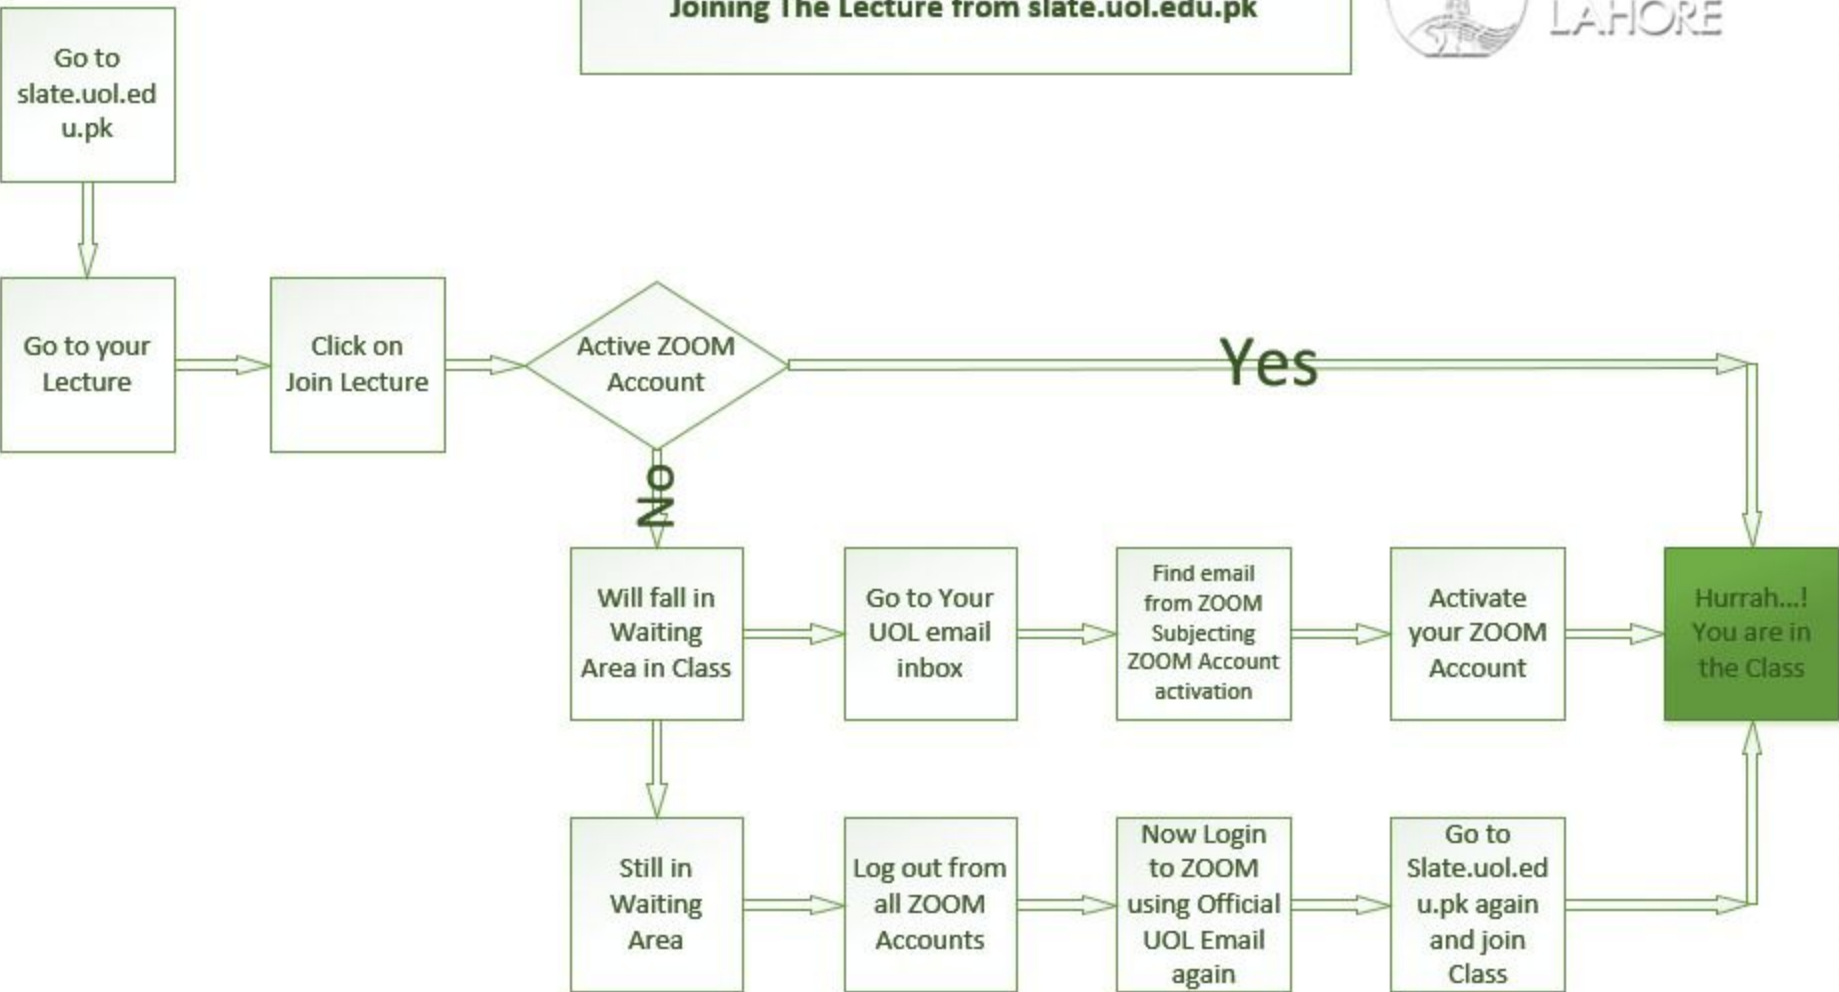 Joining The Lecture from slate.uol.edu.pk
LAHORE
Go to
slate.uol.ed
u.pk
Go to your
Lecture
Click on
Join Lecture
Active ZOOM
Account
Yes
No
Will fall in
Waiting
Area in Class
Go to Your
UOL email
inbox
Find email
from ZOOM
Subjecting
ZOOM Account
activation
Activate
your ZOOM
Account
Hurrah...!
You are in
the Class
Still in
Waiting
Area
Log out from
all ZOOM
Accounts
Now Login
to ZOOM
using Official
UOL Email
again
Go to
Slate.uol.ed
u.pk again
and join
Class